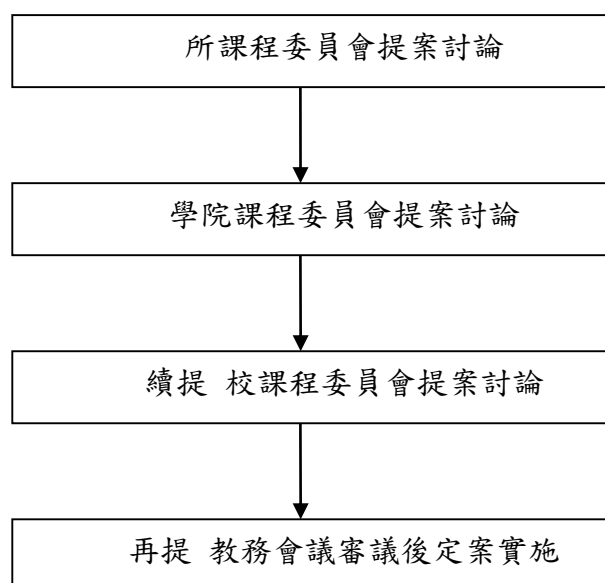 所課程委員會提案討論
學院課程委員會提案討論
續提 校課程委員會提案討論
再提 教務會議審議後定案實施